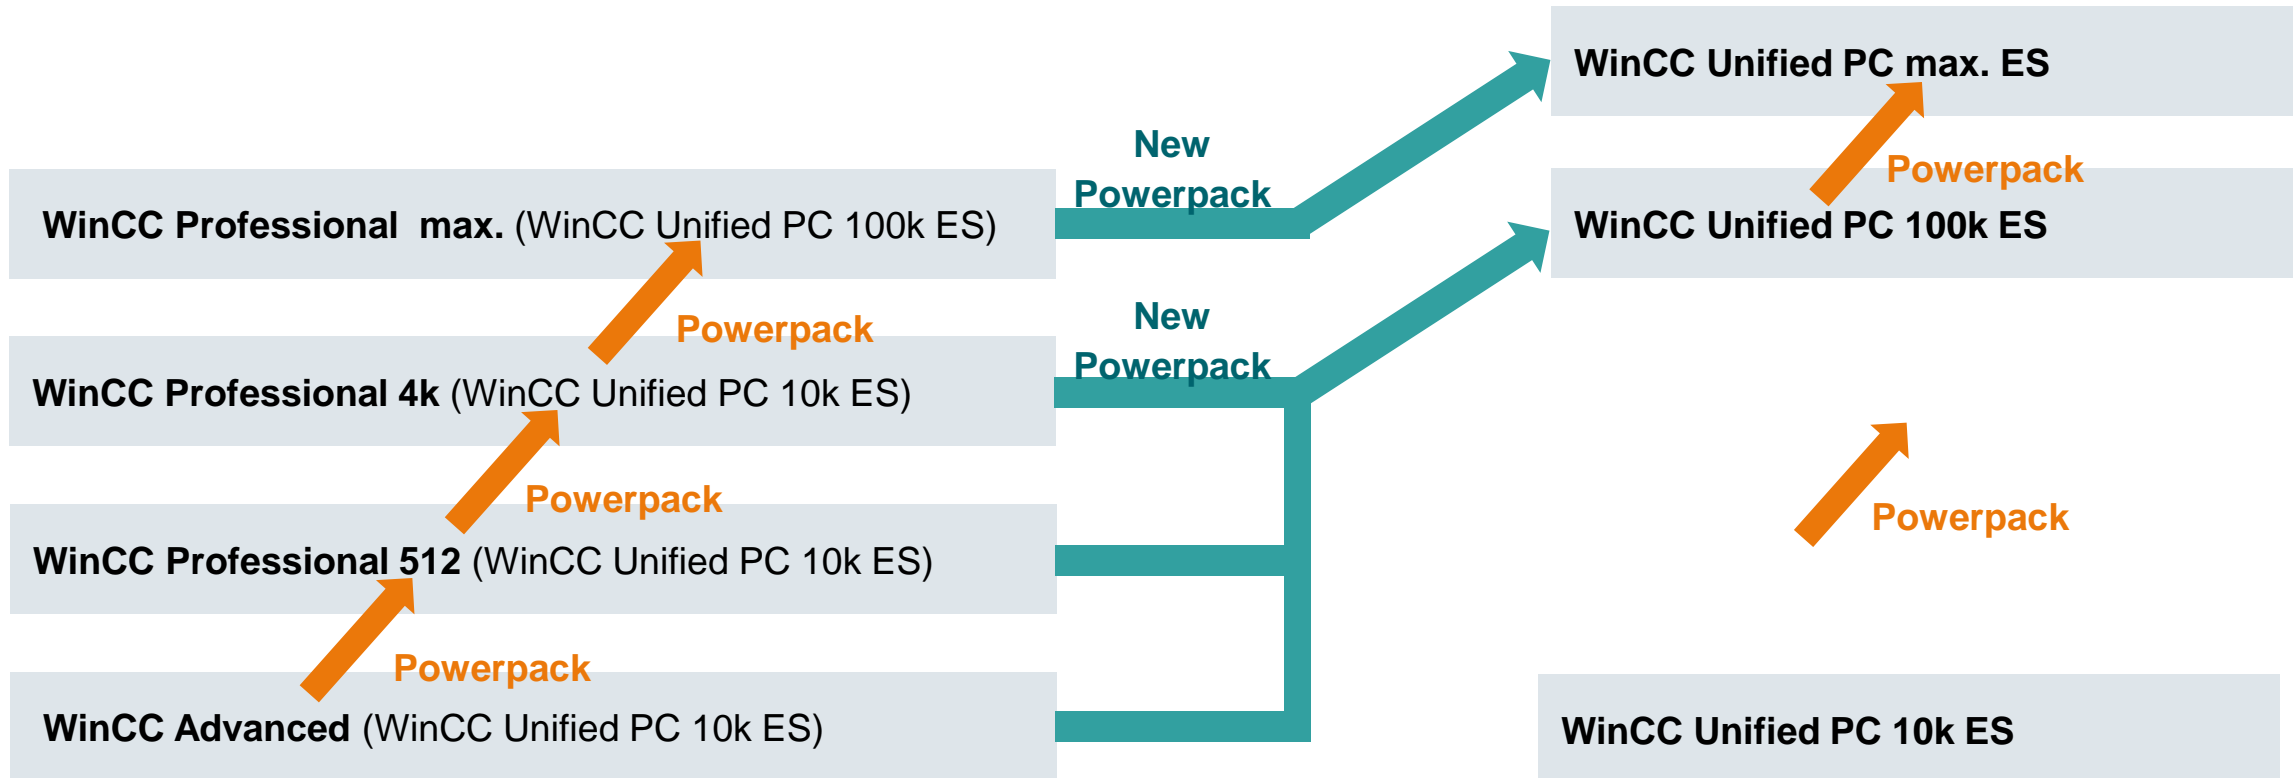 WinCC Unified PC max. ES
New
Powerpack
Powerpack
WinCC Professional  max. (WinCC Unified PC 100k ES)
WinCC Unified PC 100k ES
New
Powerpack
Powerpack
WinCC Professional 4k (WinCC Unified PC 10k ES)
Powerpack
Powerpack
WinCC Professional 512 (WinCC Unified PC 10k ES)
Powerpack
WinCC Advanced (WinCC Unified PC 10k ES)
WinCC Unified PC 10k ES